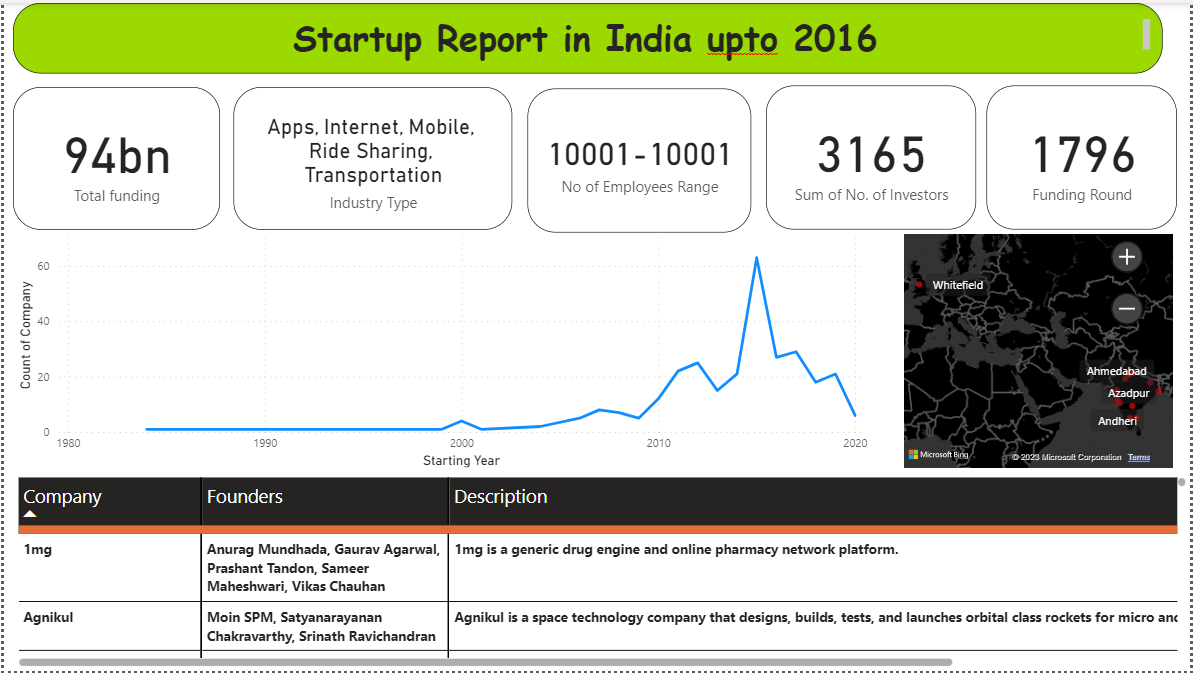 Startup Report in India upto 2016
94bn
Total funding
Apps, Internet, Mobile,
Ride Sharing,
Transportation
Industry Type
10001-10001
No of Employees Range
3165
Sum of No. of Investors
1796
Funding Round
Count of Company
60
40
20
0
1980
1990
2000
2010
2020
Starting Year
+
−
Whitefield
Ahmedabad
Azadpur
Andheri
Microsoft Bing
© 2023 Microsoft Corporation Terms
Company Founders Description
1mg
Anurag Mundhada, Gaurav Agarwal,
Prashant Tandon, Sameer
Maheshwari, Vikas Chauhan
1mg is a generic drug engine and online pharmacy network platform.
Agnikul
Moin SPM, Satyanarayanan
Chakravarthy, Srinath Ravichandran
Agnikul is a space technology company that designs, builds, tests, and launches orbital class rockets for micro and